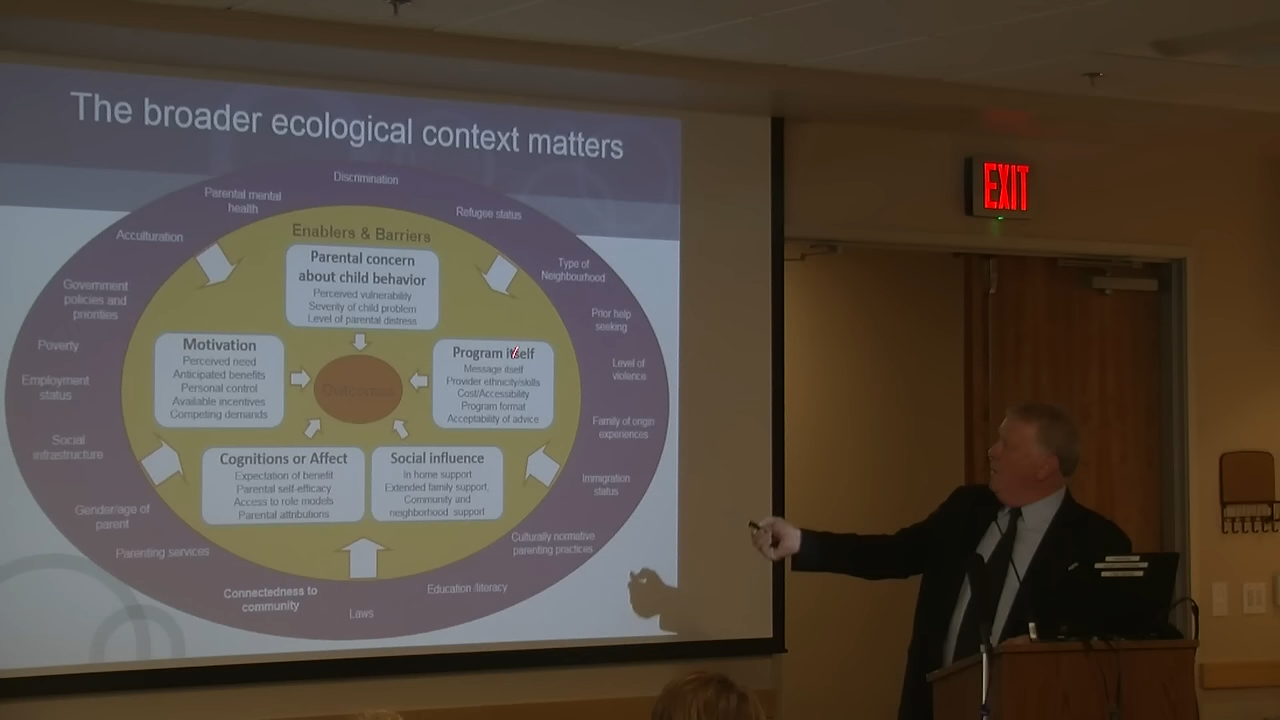 The broader ecological context matters
Discrimination
Parental mental
health
Refugee status
Acculturation
Enablers & Barriers
Type of
Neighbourhood
Government
policies and
priorities
Prior help
seeking
Poverty
Level of
violence
Employment
status
Family of origin
experiences
Social
infrastructure
Immigration
status
Gender/age of
parent
Culturally normative
parenting practices
Parenting services
Education /literacy
Connectedness to
community
Laws
Parental concern
about child behavior
Perceived vulnerability
Severity of child problem
Level of parental distress
Motivation
Perceived need
Anticipated benefits
Personal control
Available incentives
Competing demands
Program itself
Message itself
Provider ethnicity/skills
Cost/Accessibility
Program format
Acceptability of advice
Outcomes
Cognitions or Affect
Expectation of benefit
Parental self-efficacy
Access to role models
Parental attributions
Social influence
In home support
Extended family support
Community and
neighborhood support
EXIT